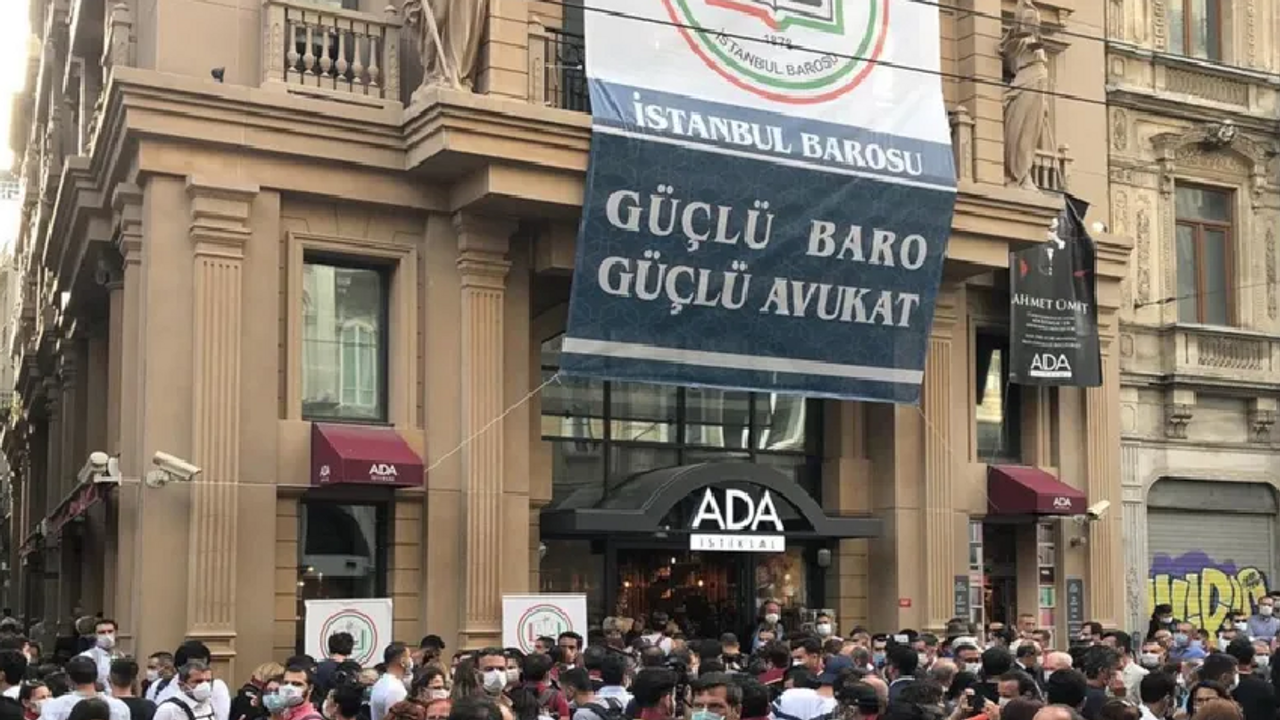 1878
İSTANBUL BAROSU
İSTANBUL BAROSU
GÜÇLÜ BARO
GÜÇLÜ AVUKAT
AHMET ÜMİT
ADA
ADA
ADA
ADA
İSTİKLAL